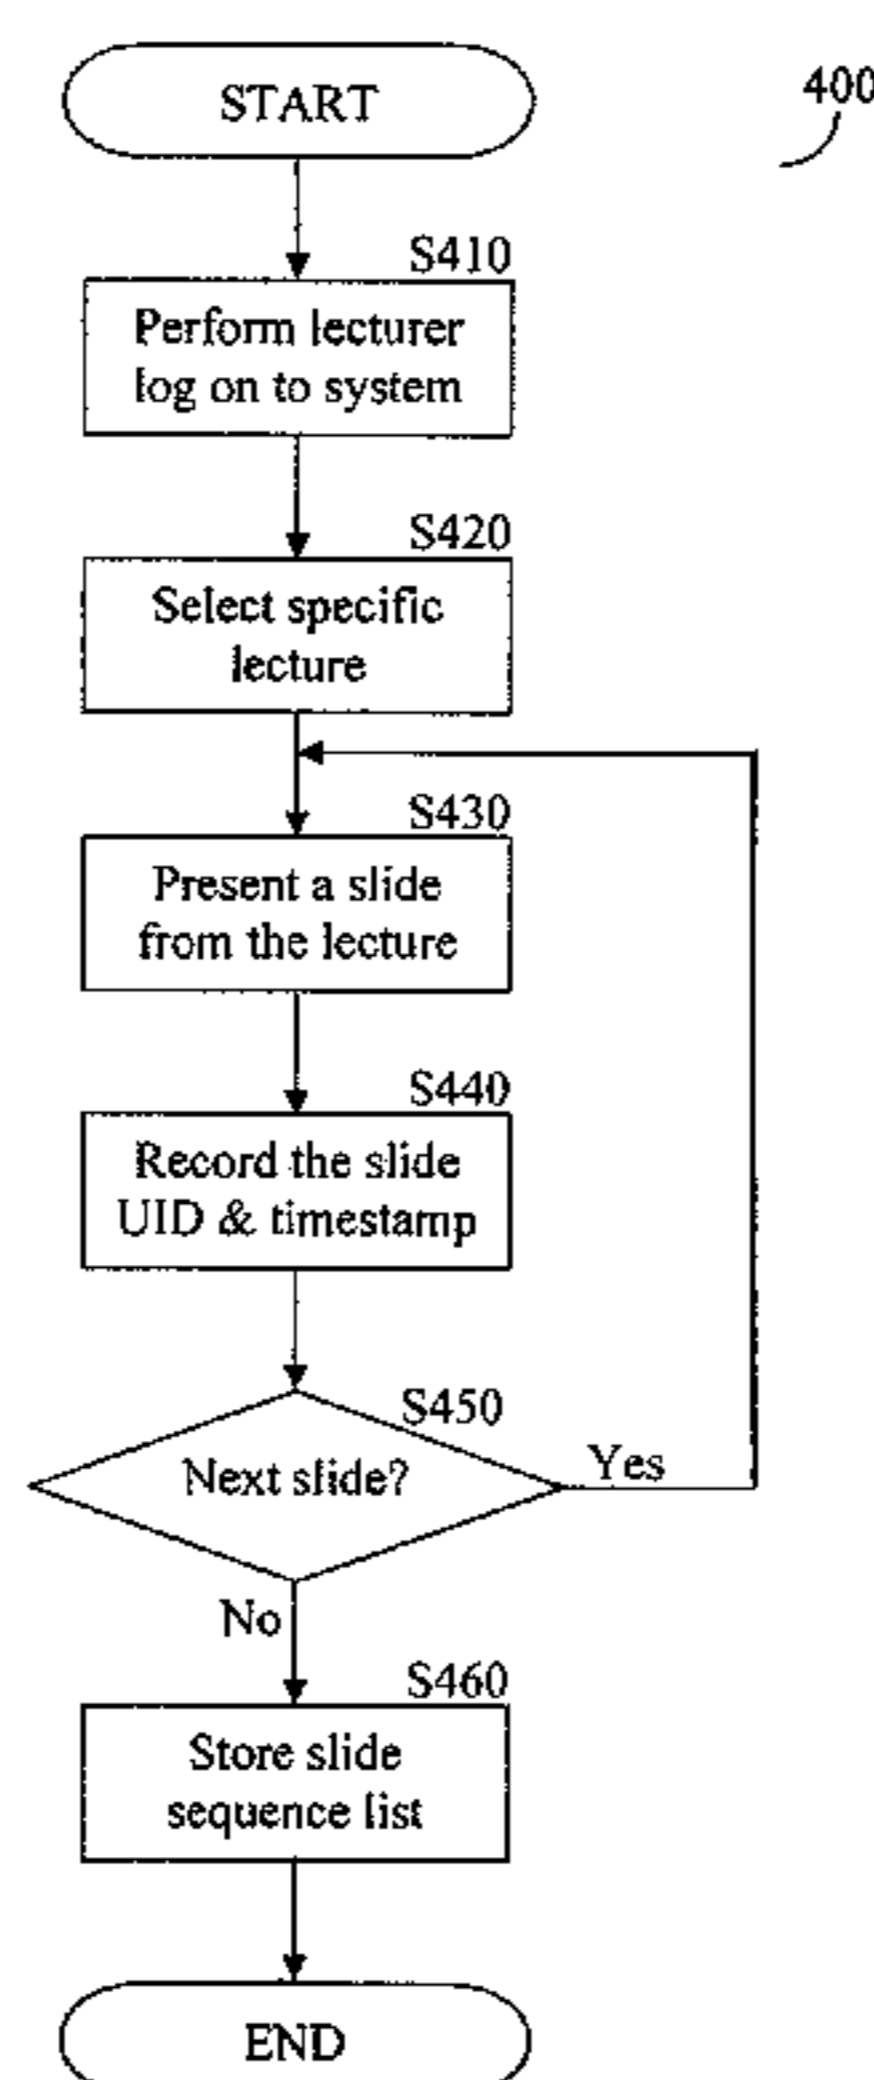 START
400
S410
Perform lecturer
log on to system
S420
Select specific
lecture
S430
Present a slide
from the lecture
S440
Record the slide
UID & timestamp
S450
Next slide?
Yes
No
S460
Store slide
sequence list
END